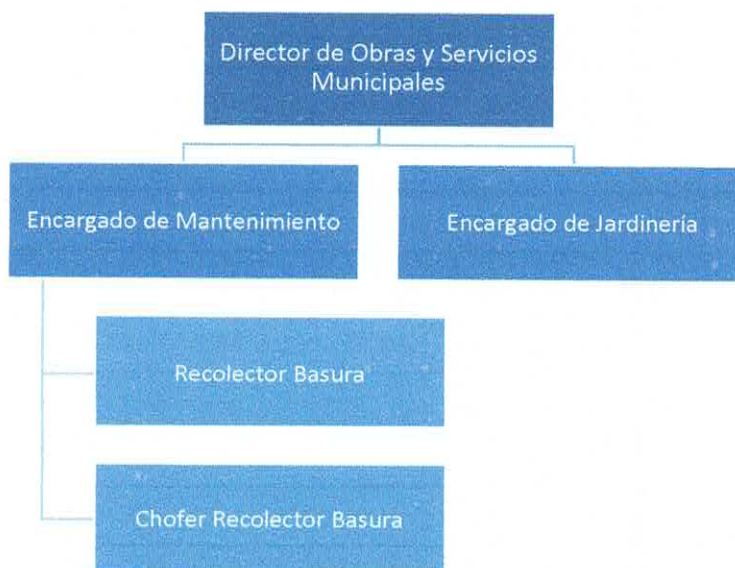 Director de Obras y Servicios
Municipales
Encargado de Mantenimiento
Encargado de Jardinería
Recolector Basura
Chofer Recolector Basura